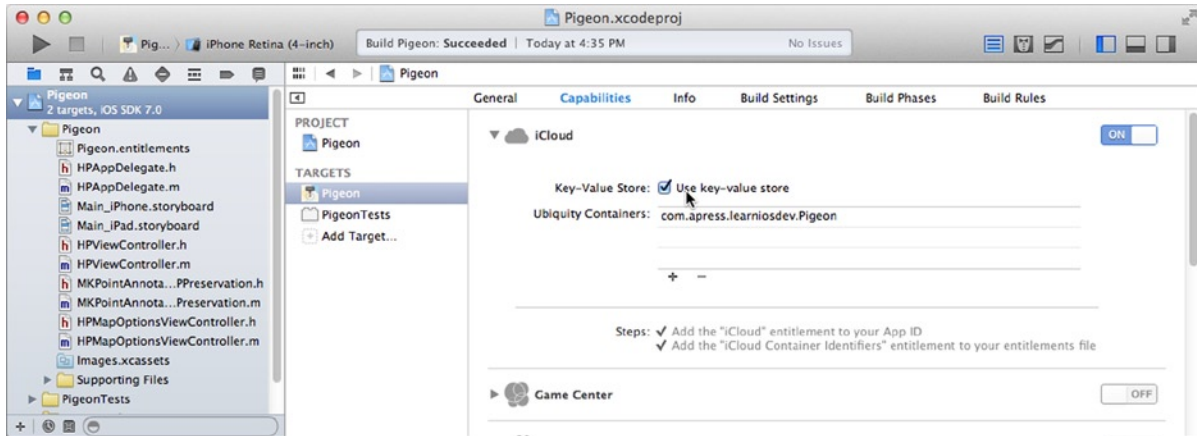 Pigeon.xcodeproj
Pig... iPhone Retina (4-inch)
Build Pigeon: Succeeded | Today at 4:35 PM
No Issues
Pigeon
2 targets, iOS SDK 7.0
Pigeon
Pigeon.entitlements
HPAppDelegate.h
HPAppDelegate.m
Main_iPhone.storyboard
Main_iPad.storyboard
HPViewController.h
HPViewController.m
MKPointAnnota...PPreservation.h
MKPointAnnota...Preservation.m
HPMapOptionsViewController.h
HPMapOptionsViewController.m
Images.xcassets
Supporting Files
PigeonTests
Pigeon
General Capabilities Info Build Settings Build Phases Build Rules
PROJECT
Pigeon
TARGETS
Pigeon
PigeonTests
Add Target...
iCloud
ON
Key-Value Store: Use key-value store
Ubiquity Containers: com.apress.learniosdev.Pigeon
+ −
Steps: ✓ Add the "iCloud" entitlement to your App ID
✓ Add the "iCloud Container Identifiers" entitlement to your entitlements file
Game Center
OFF